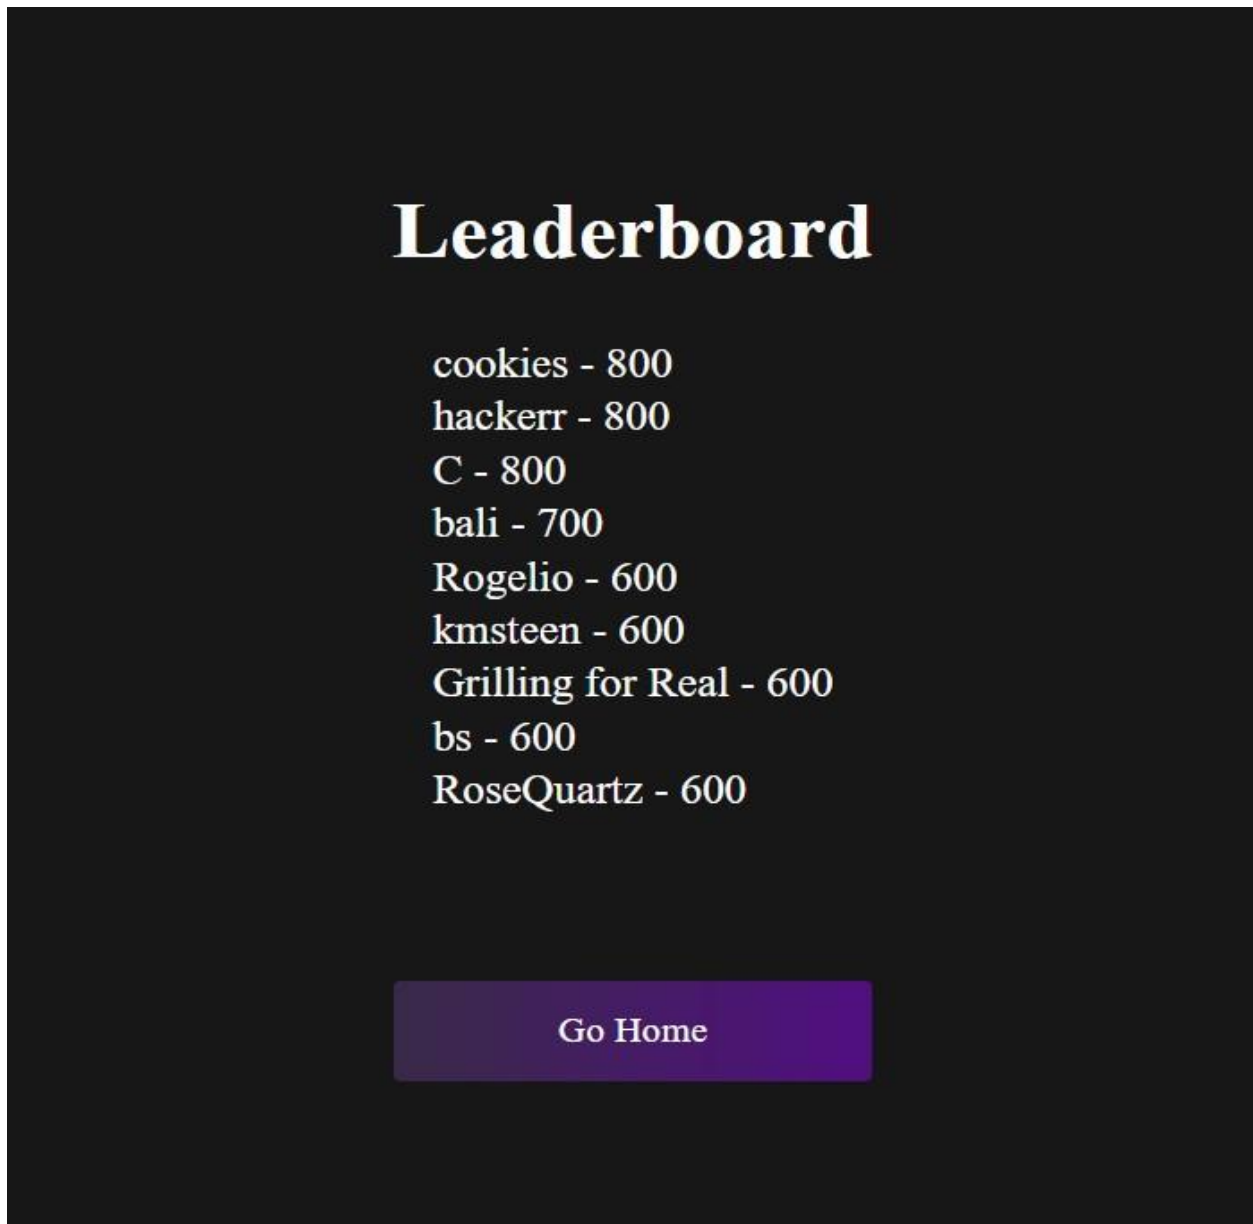 Leaderboard
cookies - 800
hackerr - 800
C - 800
bali - 700
Rogelio - 600
kmsteen - 600
Grilling for Real - 600
bs - 600
RoseQuartz - 600
Go Home